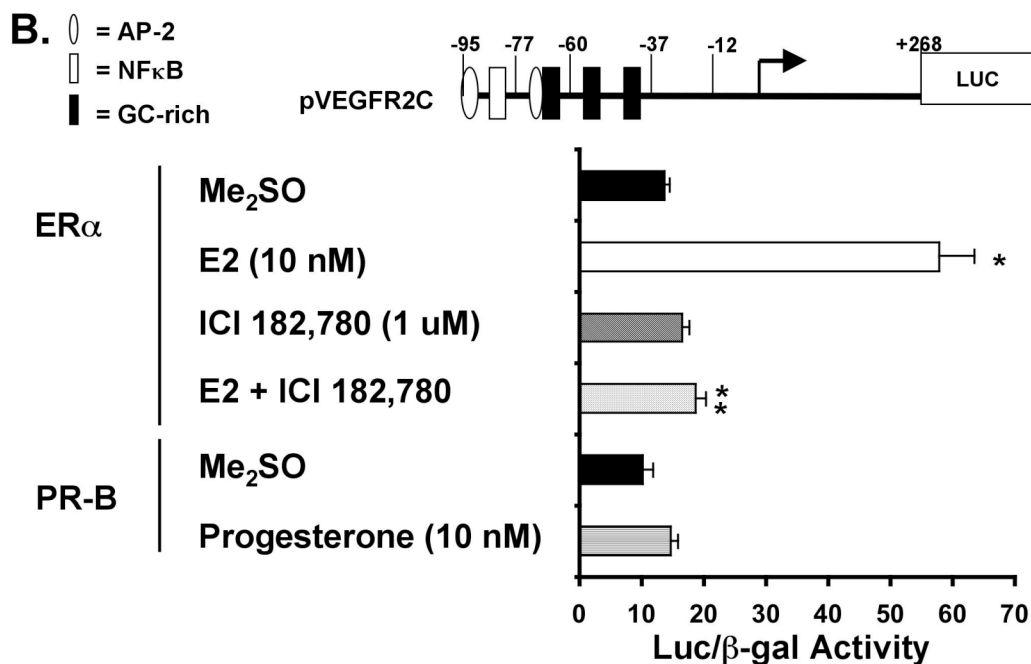 B.
= AP-2
= NFκB
= GC-rich
-95 -77 -60 -37 -12 +268
pVEGFR2C
LUC
ERα
Me₂SO
E2 (10 nM)
*
ICI 182,780 (1 uM)
E2 + ICI 182,780
*
*
PR-B
Me₂SO
Progesterone (10 nM)
0 10 20 30 40 50 60 70
Luc/β-gal Activity